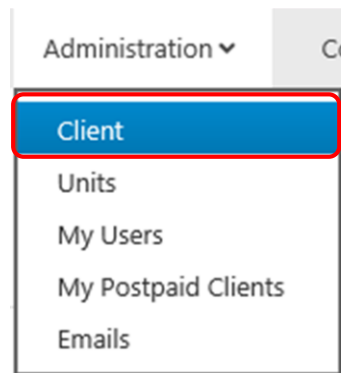 Administration
Client
Units
My Users
My Postpaid Clients
Emails